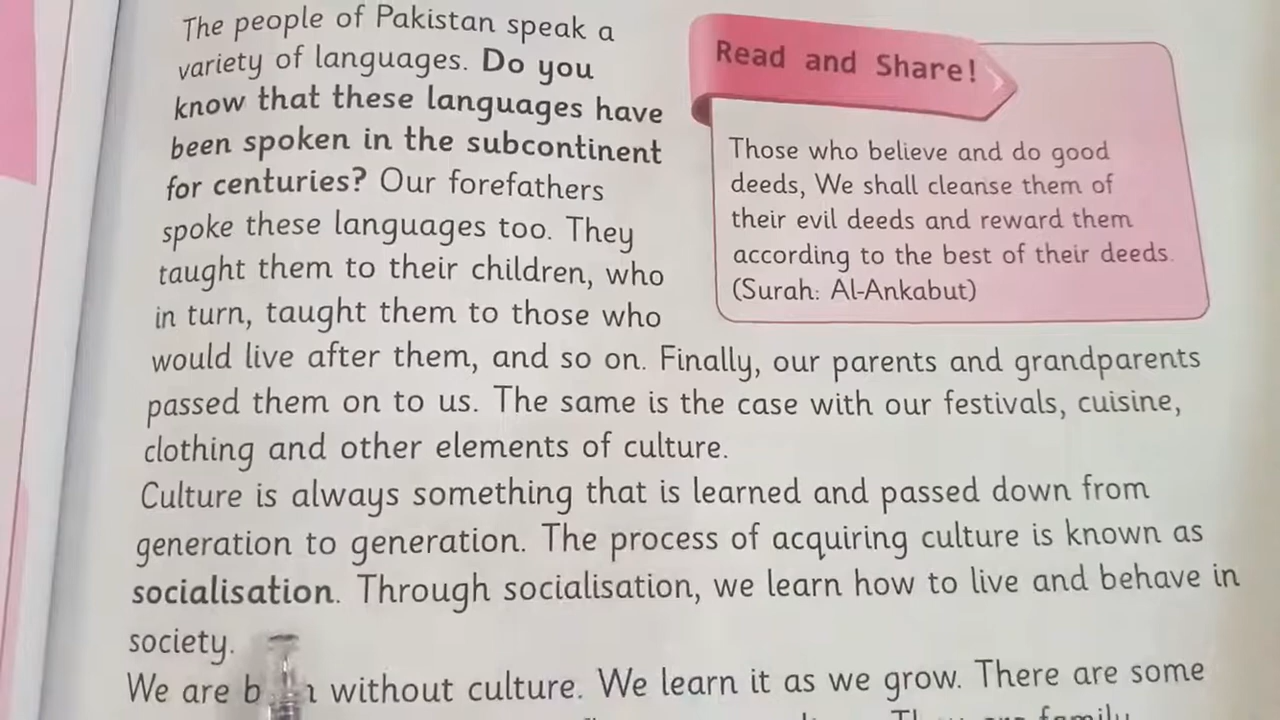 The people of Pakistan speak a
variety of languages. Do you
know that these languages have
been spoken in the subcontinent
for centuries? Our forefathers
spoke these languages too. They
taught them to their children, who
in turn, taught them to those who
would live after them, and so on. Finally, our parents and grandparents
passed them on to us. The same is the case with our festivals, cuisine,
clothing and other elements of culture.
Read and Share!
Those who believe and do good
deeds, We shall cleanse them of
their evil deeds and reward them
according to the best of their deeds.
(Surah: Al-Ankabut)
Culture is always something that is learned and passed down from
generation to generation. The process of acquiring culture is known as
socialisation. Through socialisation, we learn how to live and behave in
society.
We are without culture. We learn it as we grow. There are some
They are family